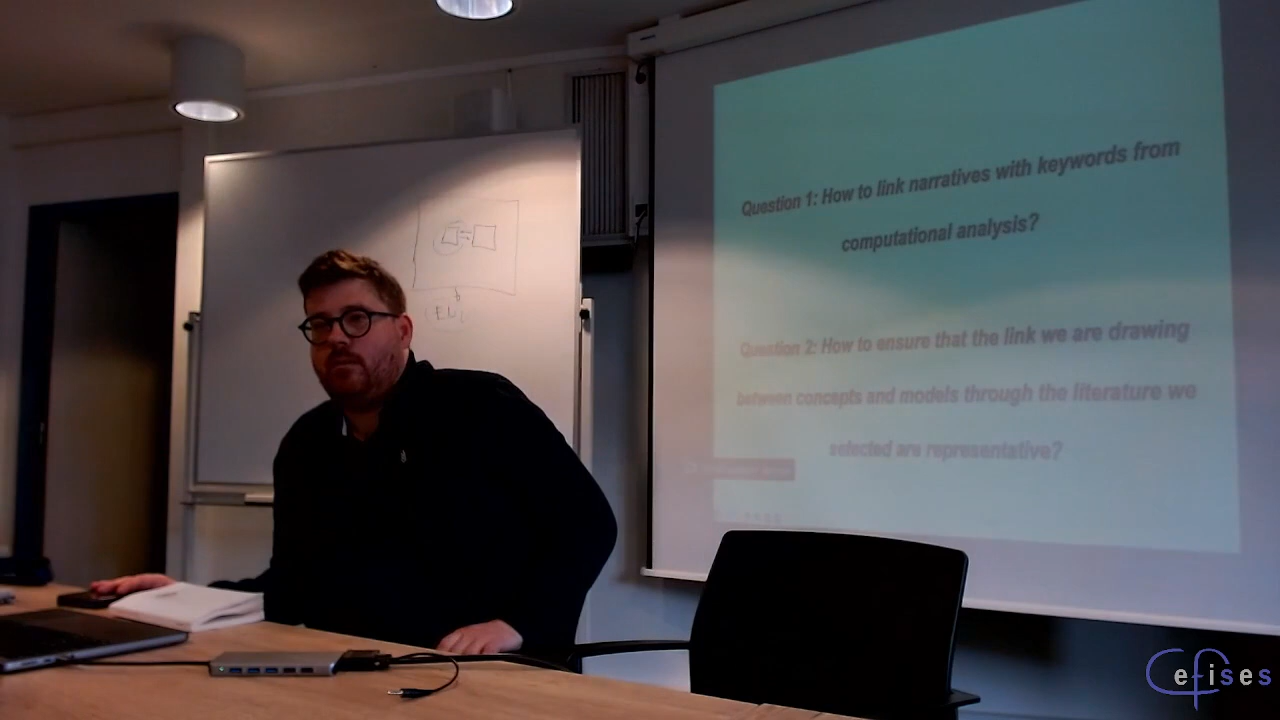 Question 1: How to link narratives with keywords from
computational analysis?
Question 2: How to ensure that the link we are drawing
between concepts and models through the literature we
selected are representative?
Cefises